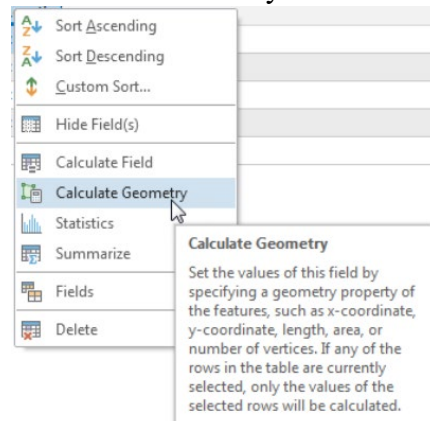 Sort Ascending
Sort Descending
Custom Sort...
Hide Field(s)
Calculate Field
Calculate Geometry
Statistics
Summarize
Fields
Delete
Calculate Geometry
Set the values of this field by
specifying a geometry property of
the features, such as x-coordinate,
y-coordinate, length, area, or
number of vertices. If any of the
rows in the table are currently
selected, only the values of the
selected rows will be calculated.